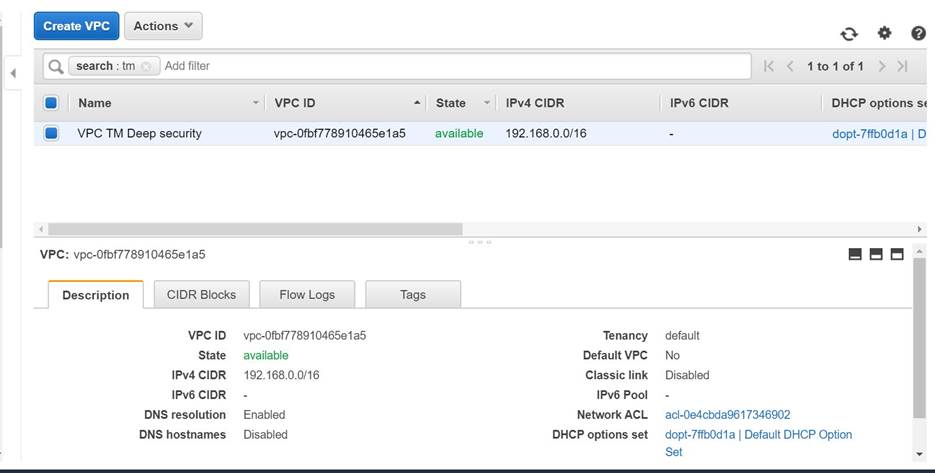 Create VPC Actions
search : tm Add filter 1 to 1 of 1
Name VPC ID State IPv4 CIDR IPv6 CIDR DHCP options se
VPC TM Deep security vpc-0fbf778910465e1a5 available 192.168.0.0/16 - dopt-7ffb0d1a | D
VPC: vpc-0fbf778910465e1a5
Description CIDR Blocks Flow Logs Tags
VPC ID vpc-0fbf778910465e1a5 Tenancy default
State available Default VPC No
IPv4 CIDR 192.168.0.0/16 Classic link Disabled
IPv6 CIDR - IPv6 Pool -
DNS resolution Enabled Network ACL acl-0e4cbda9617346902
DNS hostnames Disabled DHCP options set dopt-7ffb0d1a | Default DHCP Option
Set